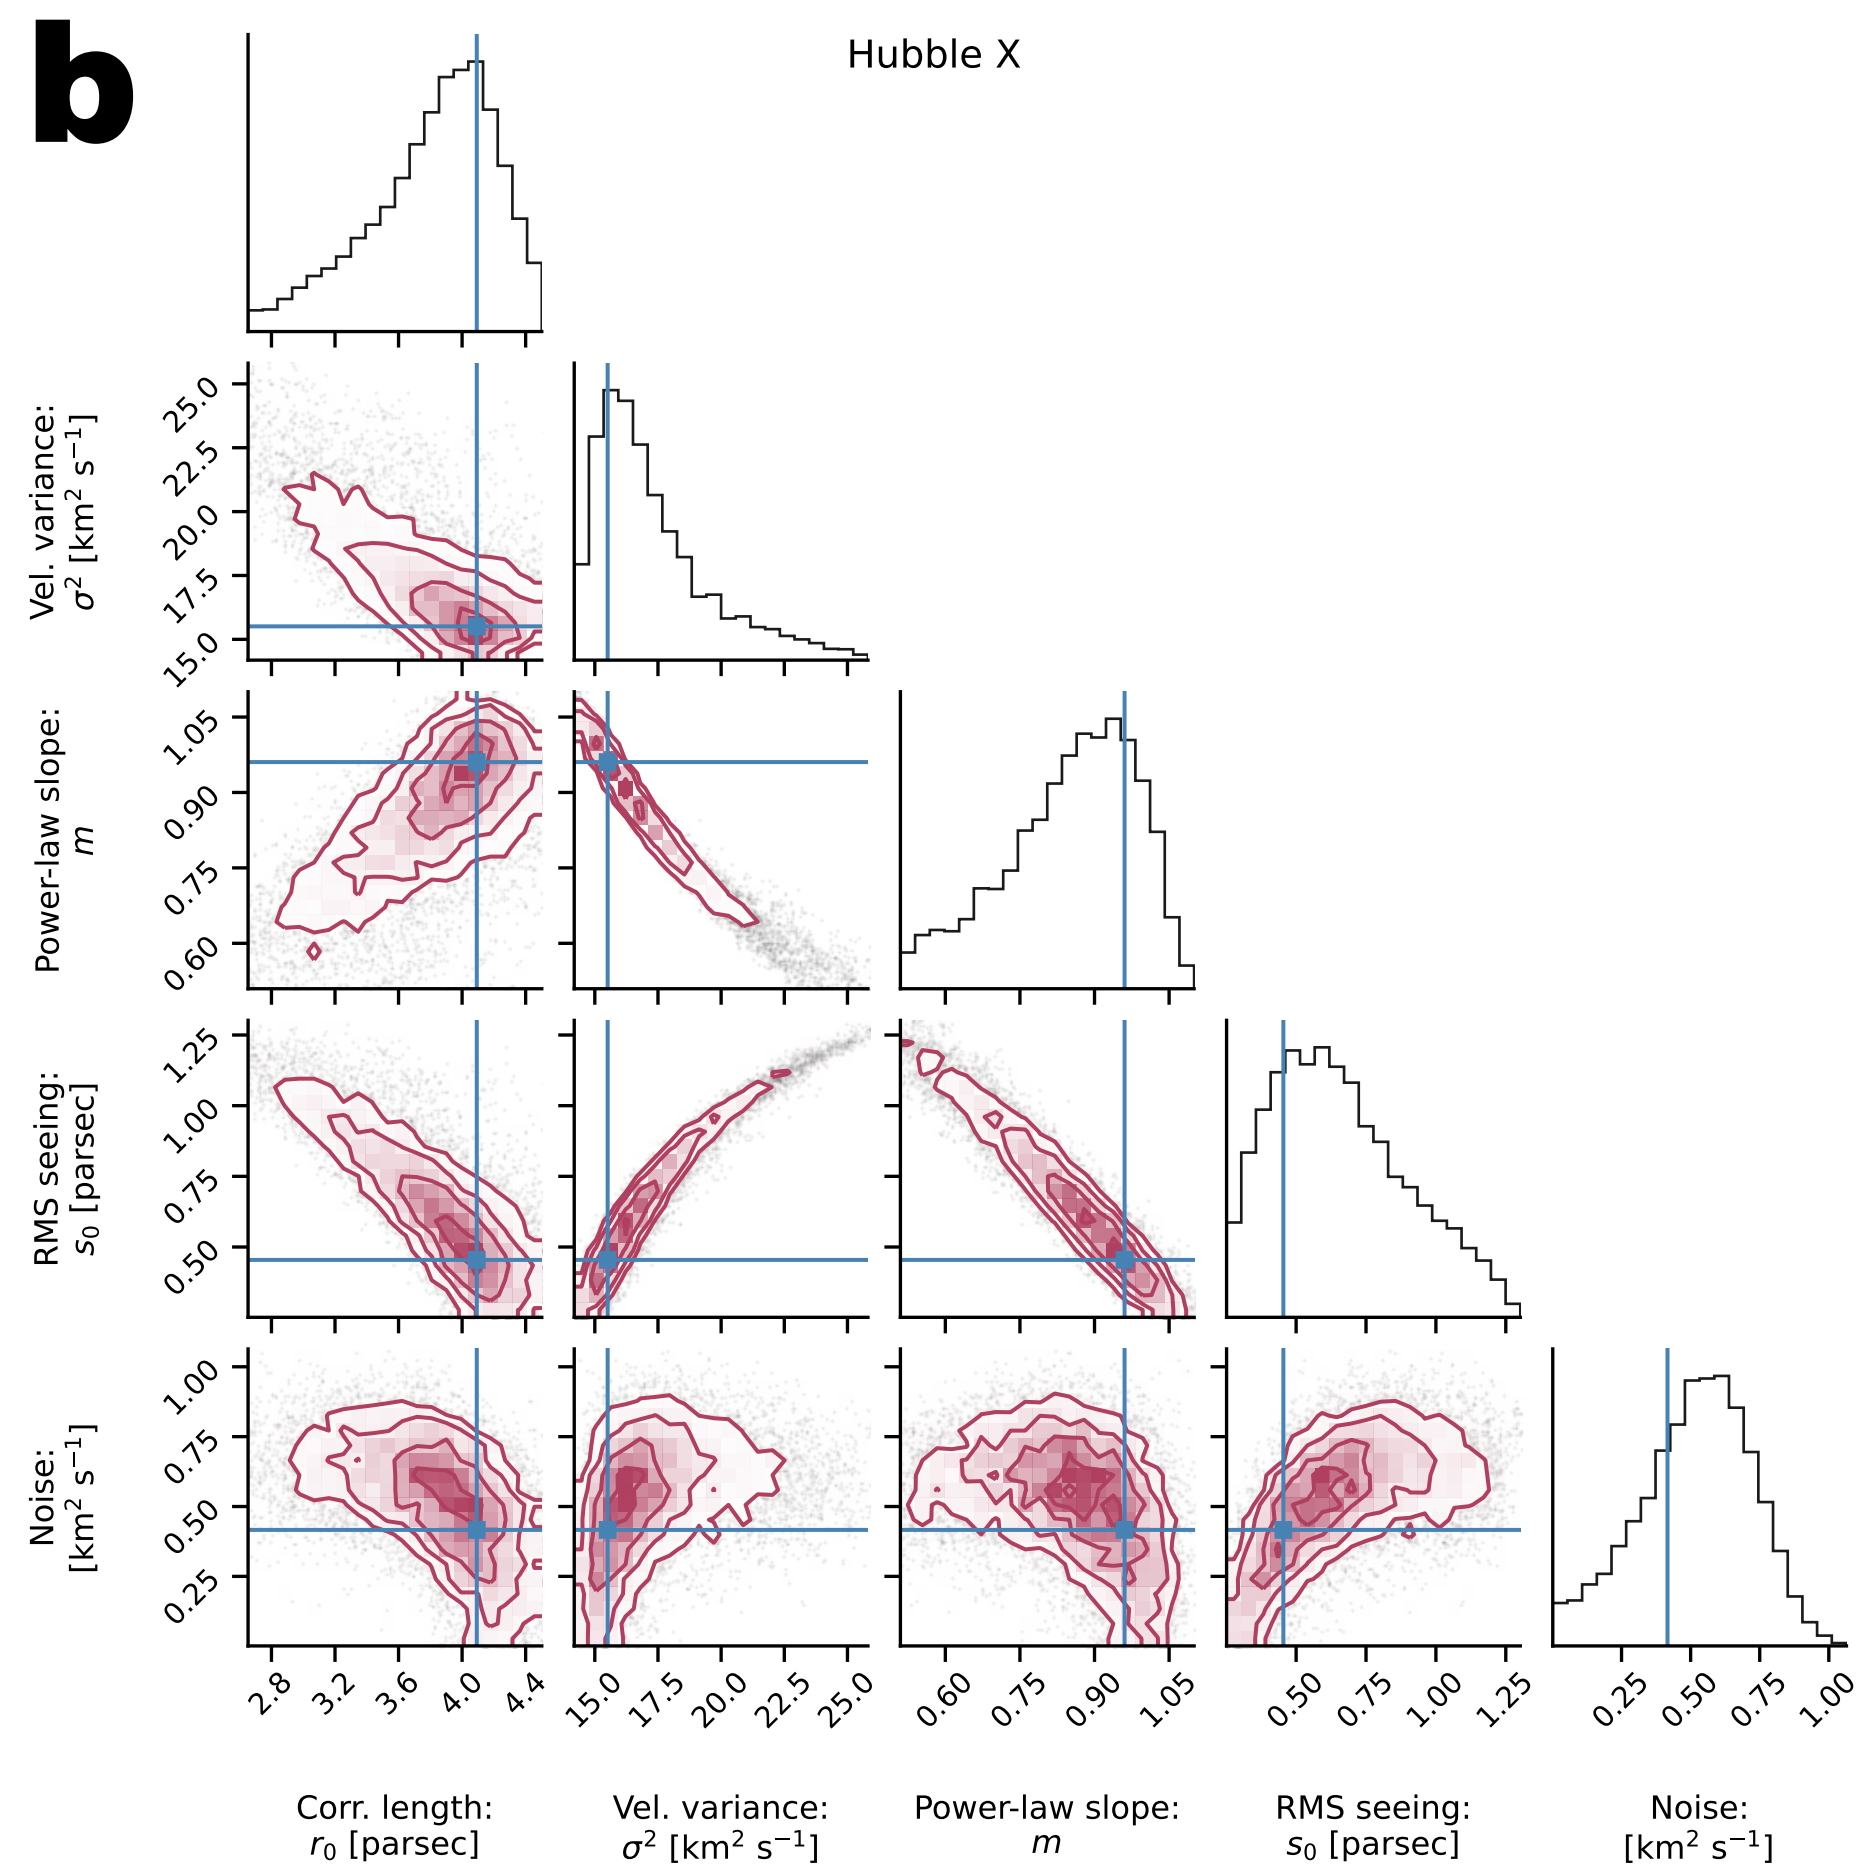 b
Hubble X
Vel. variance:
σ² [km² s⁻¹]
25.0
22.5
20.0
17.5
15.0
Power-law slope:
m
1.05
0.90
0.75
0.60
RMS seeing:
s₀ [parsec]
1.25
1.00
0.75
0.50
Noise:
[km² s⁻¹]
1.00
0.75
0.50
0.25
2.8 3.2 3.6 4.0 4.4 15.0 17.5 20.0 22.5 25.0 0.60 0.75 0.90 1.05 0.50 0.75 1.00 1.25 0.25 0.50 0.75 1.00
Corr. length:
r₀ [parsec]
Vel. variance:
σ² [km² s⁻¹]
Power-law slope:
m
RMS seeing:
s₀ [parsec]
Noise:
[km² s⁻¹]